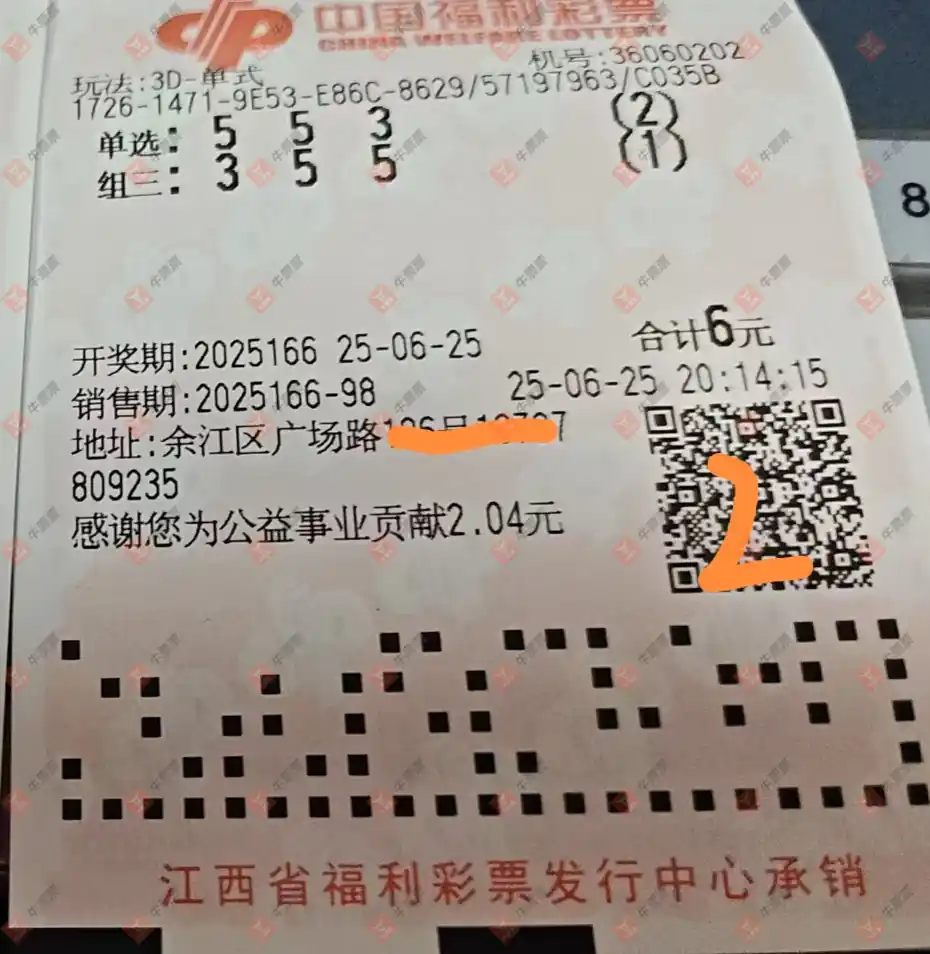 中国福利彩票
CHINA WELFARE LOTTERY
机号:36060202
玩法:3D-单式
1726-1471-9E53-E86C-8629/57197963/C035B
单选: 5 5 3 (2)
组三: 3 5 5 (1)
8
开奖期:2025166 25-06-25 合计6元
销售期:2025166-98 25-06-25 20:14:15
地址:余江区广场路
809235
感谢您为公益事业贡献2.04元
2
江西省福利彩票发行中心承销
牛票票